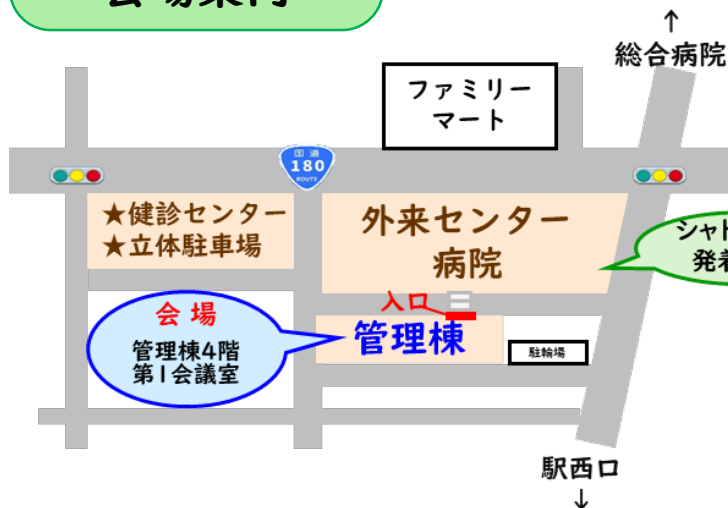 会場案内
↑
総合病院
ファミリー
マート
国道
180
ROUTE
★健診センター
★立体駐車場
外来センター
病院
シャト
発着
入口
会場
管理棟4階
第1会議室
管理棟
駐輪場
駅西口
↓